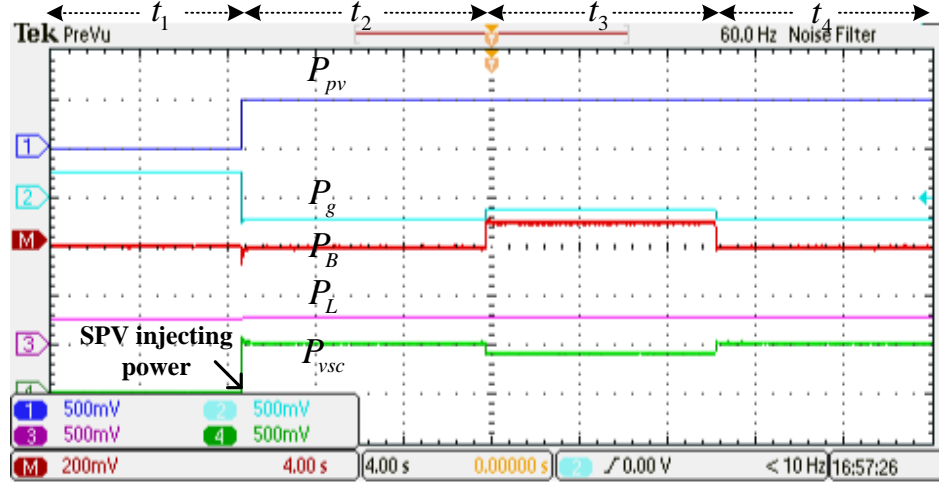 t1 t2 t3 t4
Tek PreVu 60.0 Hz Noise Filter
T
T
Ppv
1
2
Pg
M
PB
PL
SPV injecting
power
3
Pvsc
4
1 500mV 2 500mV
3 500mV 4 500mV
M 200mV 4.00 s 4.00 s 0.00000 s 2 0.00 V < 10 Hz 16:57:26